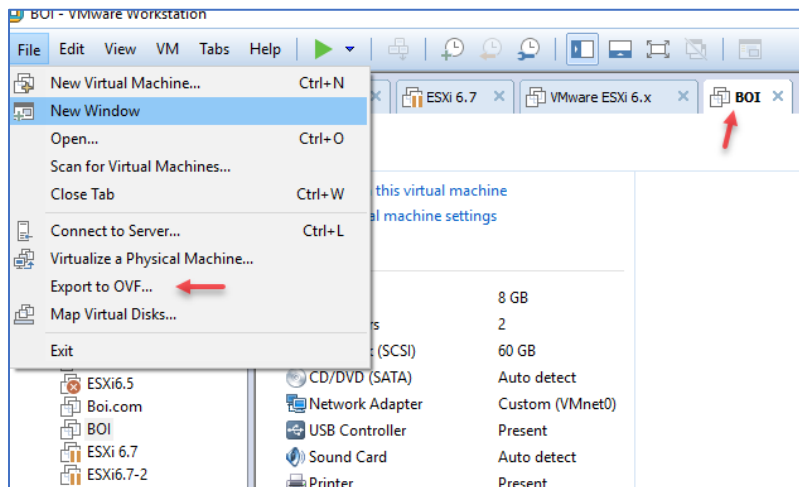 BOI - VMware Workstation
File Edit View VM Tabs Help
New Virtual Machine... Ctrl+N
New Window
Open... Ctrl+O
Scan for Virtual Machines...
Close Tab Ctrl+W
Connect to Server... Ctrl+L
Virtualize a Physical Machine...
Export to OVF...
Map Virtual Disks...
Exit
ESXi 6.7 VMware ESXi 6.x BOI
this virtual machine
machine settings
8 GB
2
(SCSI) 60 GB
CD/DVD (SATA) Auto detect
Network Adapter Custom (VMnet0)
USB Controller Present
Sound Card Auto detect
Printer Present
ESXi6.5
Boi.com
BOI
ESXi 6.7
ESXi6.7-2